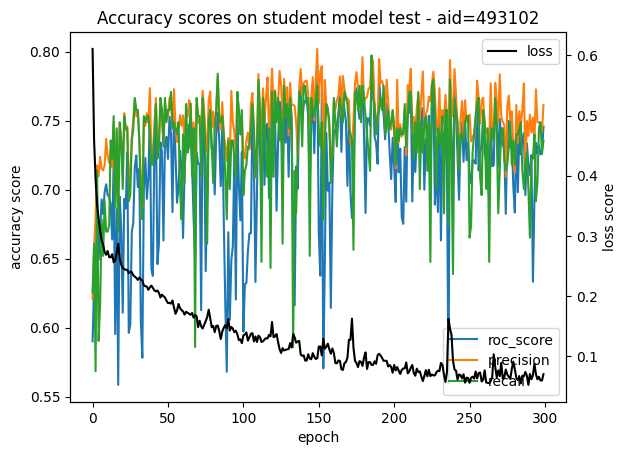 Accuracy scores on student model test - aid=493102
loss
accuracy score
loss score
0.80
0.75
0.70
0.65
0.60
0.55
0.6
0.5
0.4
0.3
0.2
0.1
roc_score
precision
recall
0
50
100
150
200
250
300
epoch